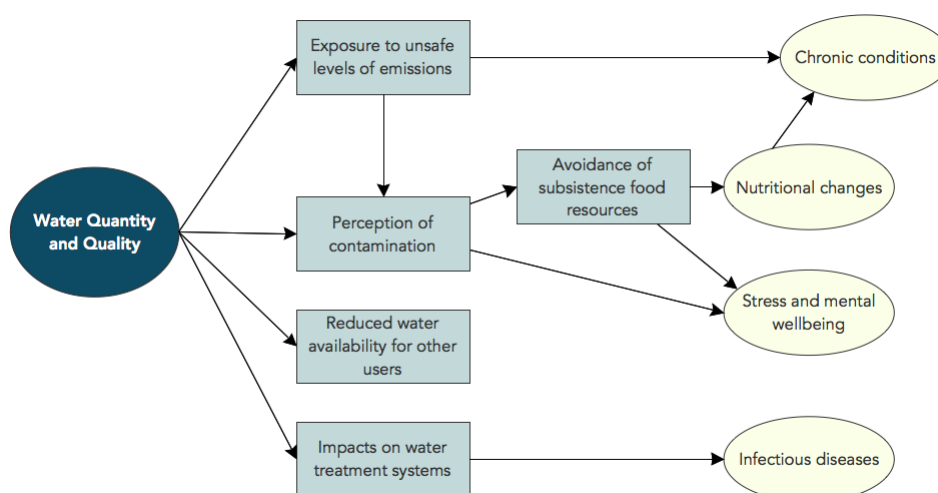 Exposure to unsafe
levels of emissions
Chronic conditions
Avoidance of
subsistence food
resources
Nutritional changes
Water Quantity
and Quality
Perception of
contamination
Stress and mental
wellbeing
Reduced water
availability for other
users
Impacts on water
treatment systems
Infectious diseases